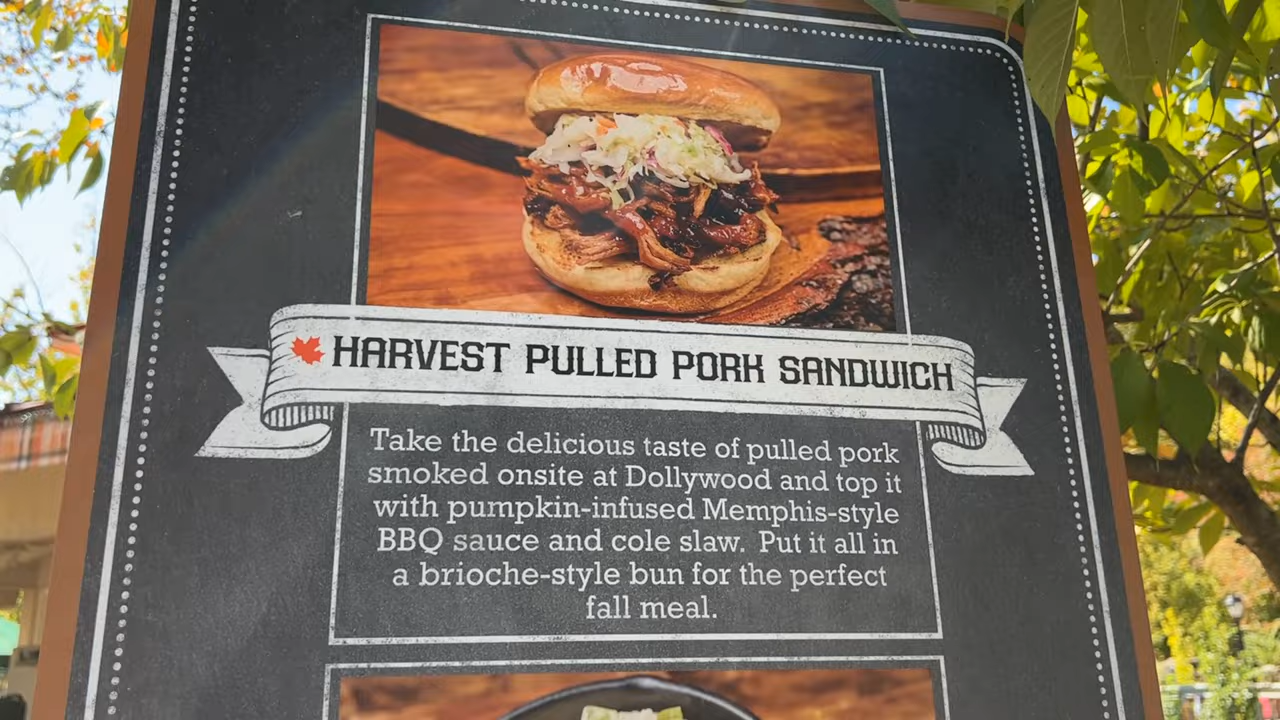 HARVEST PULLED PORK SANDWICH
Take the delicious taste of pulled pork
smoked onsite at Dollywood and top it
with pumpkin-infused Memphis-style
BBQ sauce and cole slaw. Put it all in
a brioche-style bun for the perfect
fall meal.